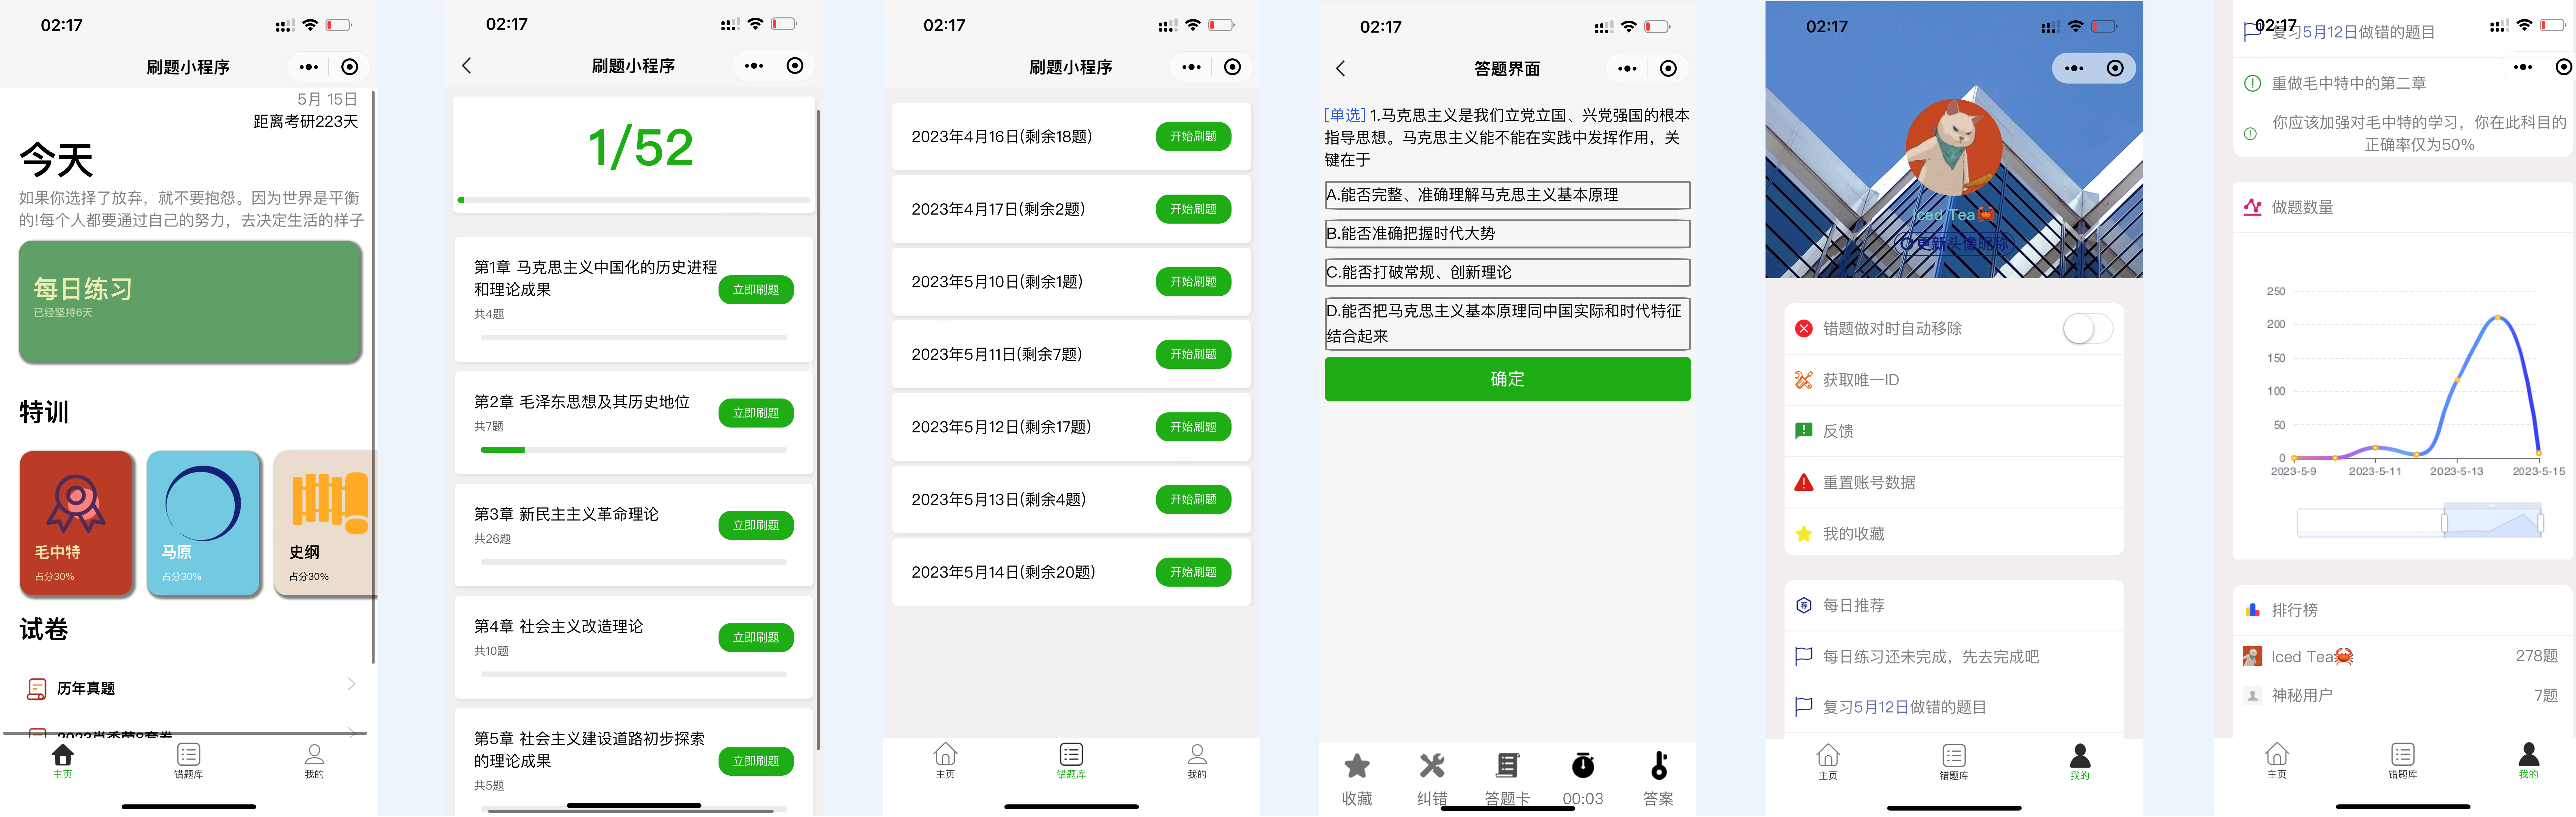 02:17
刷题小程序
5月 15日
距离考研223天
今天
如果你选择了放弃，就不要抱怨。因为世界是平衡
的!每个人都要通过自己的努力，去决定生活的样子
每日练习
已经坚持6天
特训
毛中特
占分30%
马原
占分30%
史纲
占分30%
试卷
历年真题
2023肖秀荣8套卷
主页
错题库
我的
02:17
刷题小程序
1/52
第1章 马克思主义中国化的历史进程
和理论成果
共4题
立即刷题
第2章 毛泽东思想及其历史地位
共7题
立即刷题
第3章 新民主主义革命理论
共26题
立即刷题
第4章 社会主义改造理论
共10题
立即刷题
第5章 社会主义建设道路初步探索
的理论成果
共5题
立即刷题
02:17
刷题小程序
2023年4月16日(剩余18题)
开始刷题
2023年4月17日(剩余2题)
开始刷题
2023年5月10日(剩余1题)
开始刷题
2023年5月11日(剩余7题)
开始刷题
2023年5月12日(剩余17题)
开始刷题
2023年5月13日(剩余4题)
开始刷题
2023年5月14日(剩余20题)
开始刷题
主页
错题库
我的
02:17
答题界面
[单选] 1.马克思主义是我们立党立国、兴党强国的根本
指导思想。马克思主义能不能在实践中发挥作用，关
键在于
A.能否完整、准确理解马克思主义基本原理
B.能否准确把握时代大势
C.能否打破常规、创新理论
D.能否把马克思主义基本原理同中国实际和时代特征
结合起来
确定
收藏
纠错
答题卡
00:03
答案
02:17
Iced Tea🦀
更新头像昵称
错题做对时自动移除
获取唯一ID
反馈
重置账号数据
我的收藏
荐
每日推荐
每日练习还未完成，先去完成吧
复习5月12日做错的题目
主页
错题库
我的
02:17
复习5月12日做错的题目
重做毛中特中的第二章
你应该加强对毛中特的学习，你在此科目的
正确率仅为50%
做题数量
250
200
150
100
50
0
2023-5-9
2023-5-11
2023-5-13
2023-5-15
排行榜
Iced Tea🦀
278题
神秘用户
7题
主页
错题库
我的